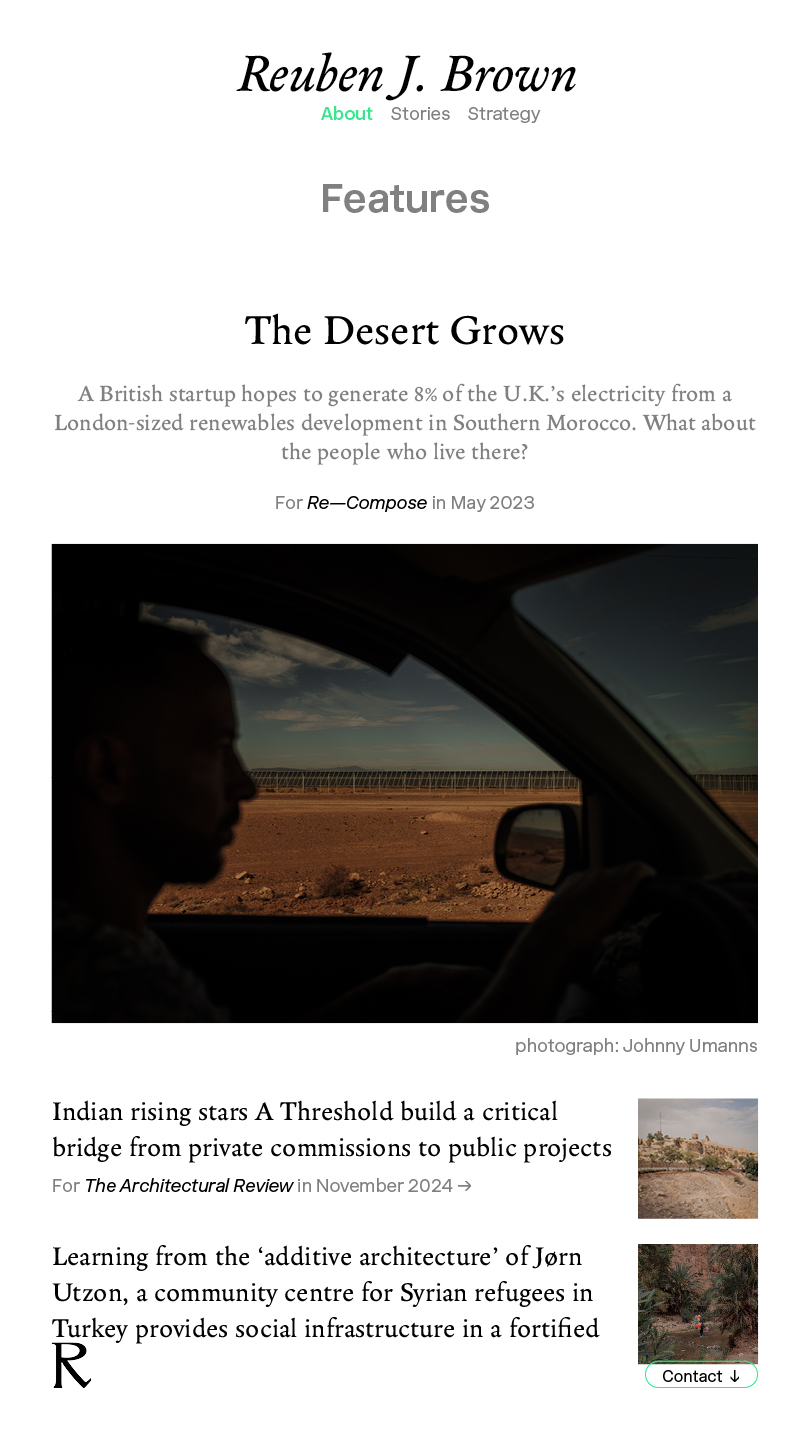 Reuben J. Brown
About Stories Strategy
Features
The Desert Grows
A British startup hopes to generate 8% of the U.K.’s electricity from a
London-sized renewables development in Southern Morocco. What about
the people who live there?
For Re—Compose in May 2023
photograph: Johnny Umanns
Indian rising stars A Threshold build a critical
bridge from private commissions to public projects
For The Architectural Review in November 2024 →
Learning from the ‘additive architecture’ of Jørn
Utzon, a community centre for Syrian refugees in
Turkey provides social infrastructure in a fortified
R
Contact ↓